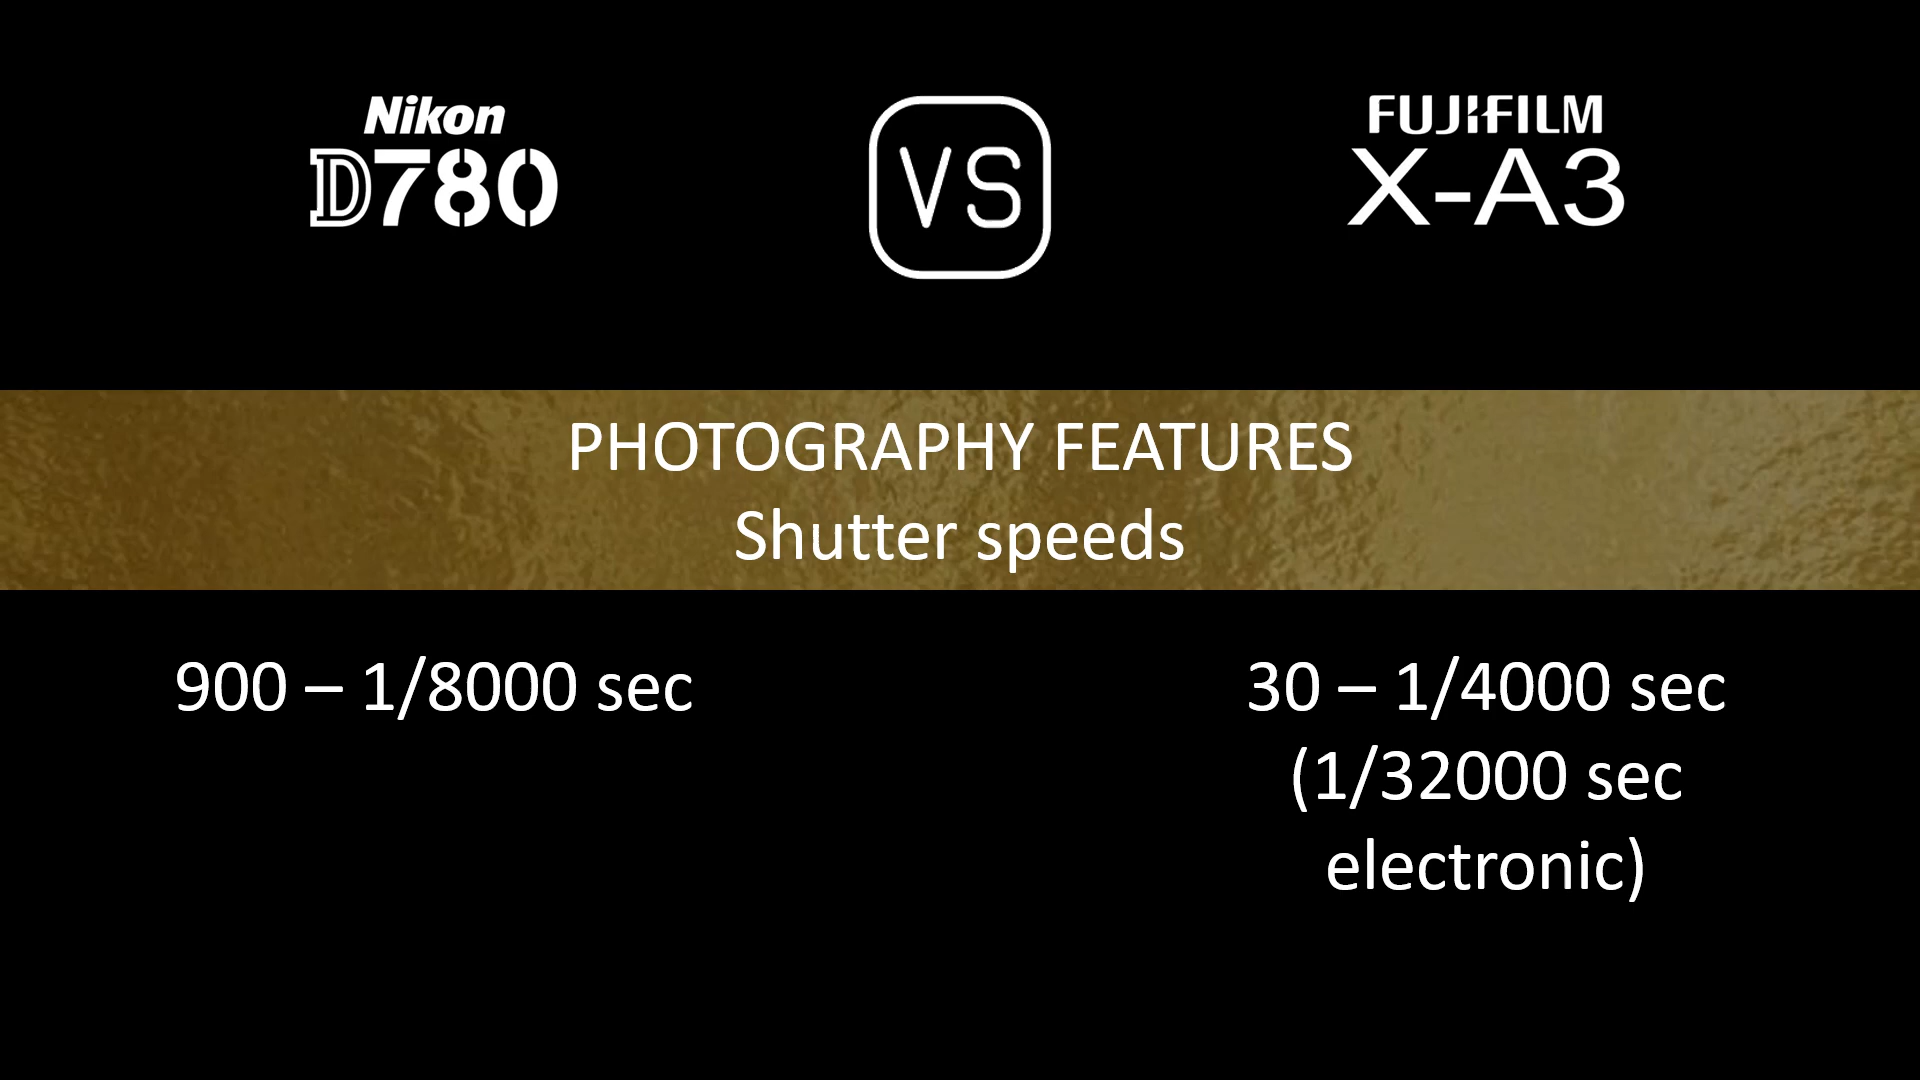 Nikon
D780
VS
FUJIFILM
X-A3
PHOTOGRAPHY FEATURES
Shutter speeds
900 – 1/8000 sec
30 – 1/4000 sec
(1/32000 sec
electronic)